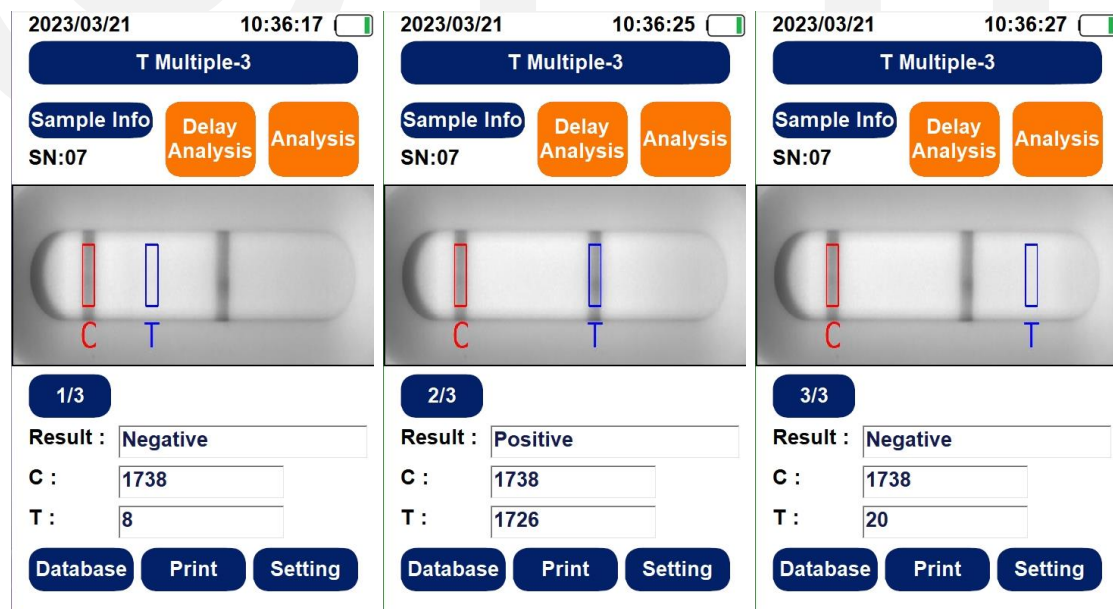 2023/03/21 10:36:17
T Multiple-3
Sample Info
Delay
Analysis
Analysis
SN:07
C
T
1/3
Result : Negative
C : 1738
T : 8
Database Print Setting
2023/03/21 10:36:25
T Multiple-3
Sample Info
Delay
Analysis
Analysis
SN:07
C
T
2/3
Result : Positive
C : 1738
T : 1726
Database Print Setting
2023/03/21 10:36:27
T Multiple-3
Sample Info
Delay
Analysis
Analysis
SN:07
C
T
3/3
Result : Negative
C : 1738
T : 20
Database Print Setting